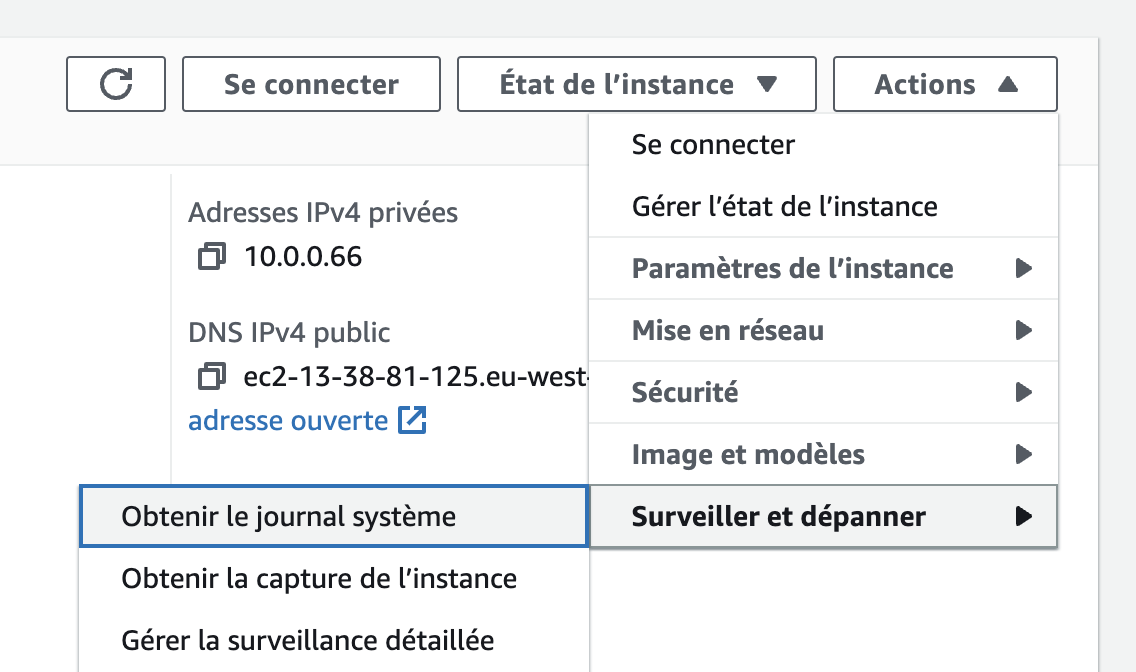 Se connecter
État de l’instance
Actions
Se connecter
Gérer l’état de l’instance
Paramètres de l’instance
Mise en réseau
Sécurité
Image et modèles
Surveiller et dépanner
Adresses IPv4 privées
10.0.0.66
DNS IPv4 public
ec2-13-38-81-125.eu-west-
adresse ouverte
Obtenir le journal système
Obtenir la capture de l’instance
Gérer la surveillance détaillée